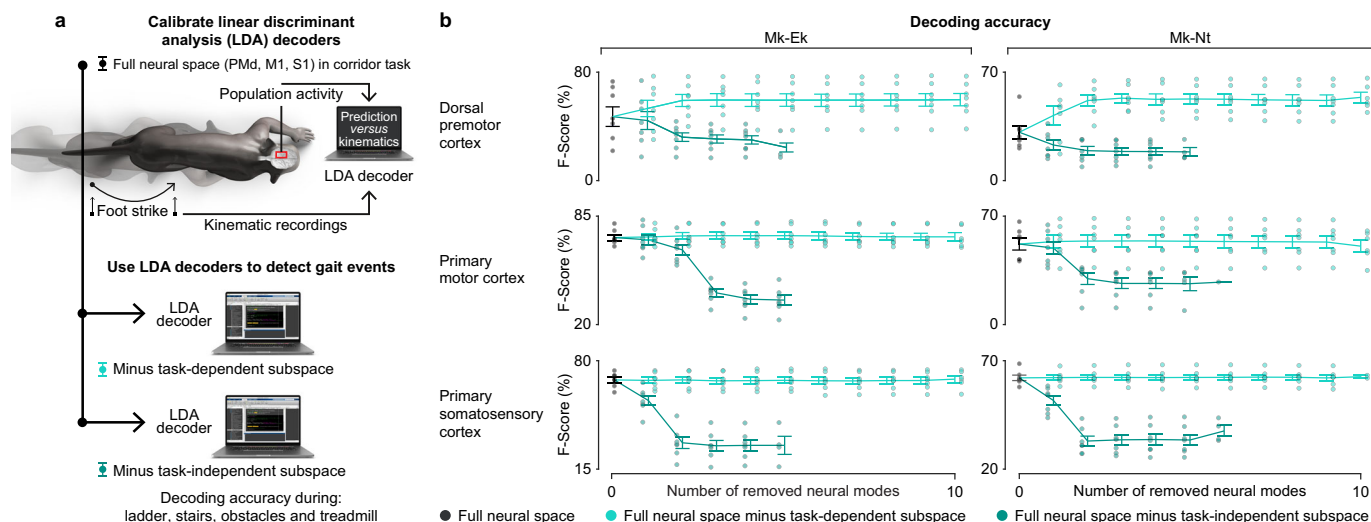 a
Calibrate linear discriminant
analysis (LDA) decoders
Full neural space (PMd, M1, S1) in corridor task
Population activity
Prediction
versus
kinematics
LDA decoder
Foot strike
Kinematic recordings
Use LDA decoders to detect gait events
LDA
decoder
Minus task-dependent subspace
LDA
decoder
Minus task-independent subspace
Decoding accuracy during:
ladder, stairs, obstacles and treadmill
b
Decoding accuracy
Mk-Ek
Mk-Nt
Dorsal
premotor
cortex
F-Score (%)
80
0
70
0
Primary
motor cortex
F-Score (%)
85
20
70
0
Primary
somatosensory
cortex
F-Score (%)
80
15
70
20
0
Number of removed neural modes
10
0
Number of removed neural modes
10
Full neural space
Full neural space minus task-dependent subspace
Full neural space minus task-independent subspace